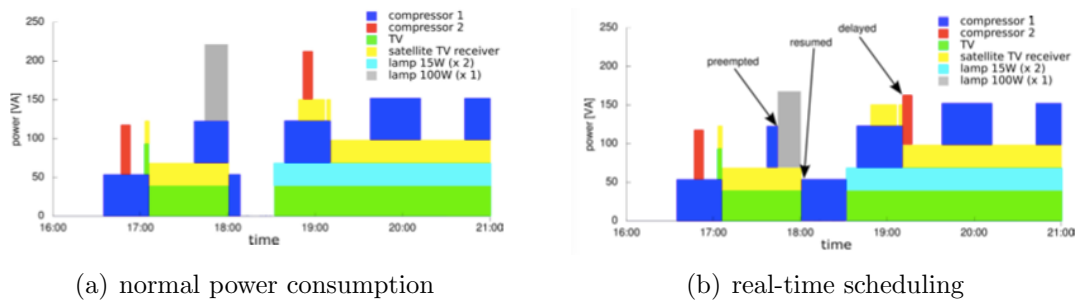 250
200
150
100
50
0
power [VA]
16:00 17:00 18:00 19:00 20:00 21:00
time
compressor 1
compressor 2
TV
satellite TV receiver
lamp 15W (x 2)
lamp 100W (x 1)
(a) normal power consumption
250
200
150
100
50
0
power [VA]
16:00 17:00 18:00 19:00 20:00 21:00
time
preempted
resumed
delayed
compressor 1
compressor 2
TV
satellite TV receiver
lamp 15W (x 2)
lamp 100W (x 1)
(b) real-time scheduling